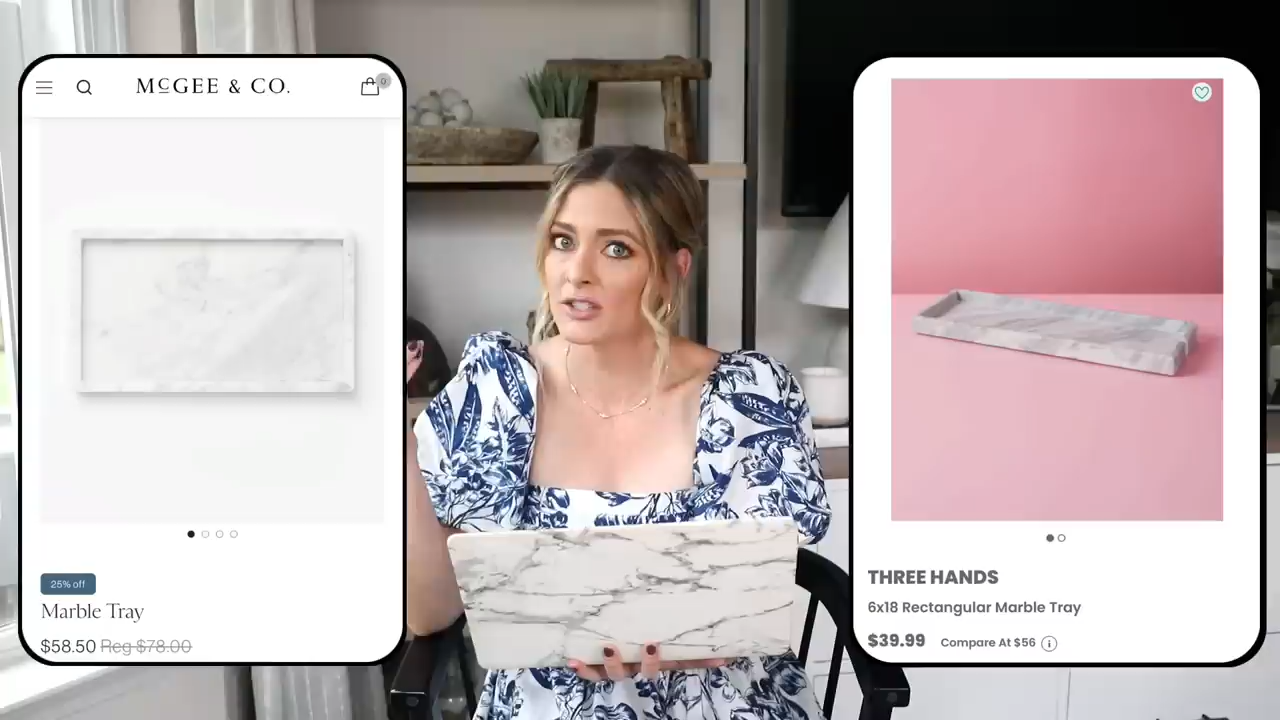 McGEE & CO.
0
25% off
Marble Tray
$58.50 Reg $78.00
THREE HANDS
6x18 Rectangular Marble Tray
$39.99 Compare At $56 i